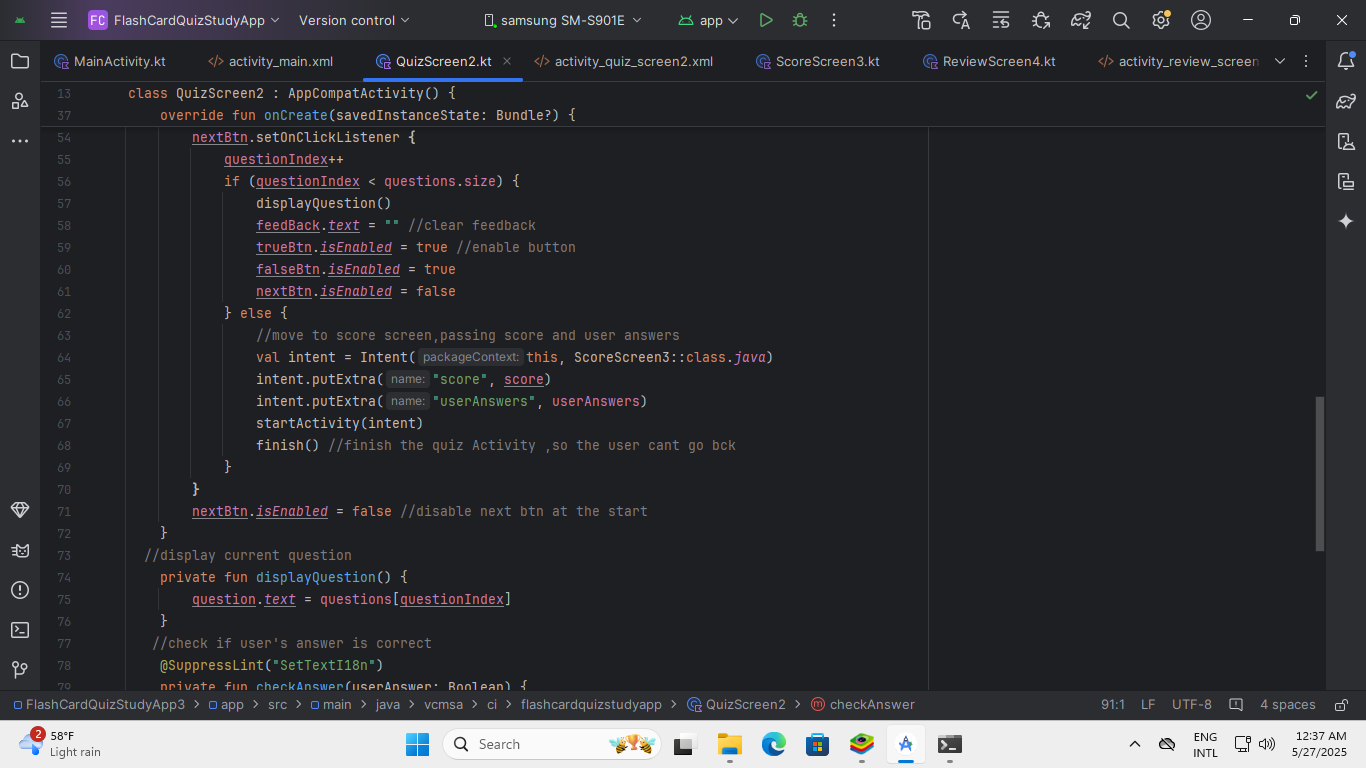 FC FlashCardQuizStudyApp Version control samsung SM-S901E app
MainActivity.kt activity_main.xml QuizScreen2.kt activity_quiz_screen2.xml ScoreScreen3.kt ReviewScreen4.kt activity_review_screen
13 class QuizScreen2 : AppCompatActivity() {
37 override fun onCreate(savedInstanceState: Bundle?) {
54 nextBtn.setOnClickListener {
55 questionIndex++
56 if (questionIndex < questions.size) {
57 displayQuestion()
58 feedBack.text = "" //clear feedback
59 trueBtn.isEnabled = true //enable button
60 falseBtn.isEnabled = true
61 nextBtn.isEnabled = false
62 } else {
63 //move to score screen,passing score and user answers
64 val intent = Intent( packageContext: this, ScoreScreen3::class.java)
65 intent.putExtra( name: "score", score)
66 intent.putExtra( name: "userAnswers", userAnswers)
67 startActivity(intent)
68 finish() //finish the quiz Activity ,so the user cant go bck
69 }
70 }
71 nextBtn.isEnabled = false //disable next btn at the start
72 }
73 //display current question
74 private fun displayQuestion() {
75 question.text = questions[questionIndex]
76 }
77 //check if user's answer is correct
78 @SuppressLint("SetTextI18n")
79 private fun checkAnswer(userAnswer: Boolean) {
FlashCardQuizStudyApp3 > app > src > main > java > vcmsa > ci > flashcardquizstudyapp > QuizScreen2 > m checkAnswer 91:1 LF UTF-8 4 spaces
2 58°F
Light rain
Search
ENG
INTL
12:37 AM
5/27/2025